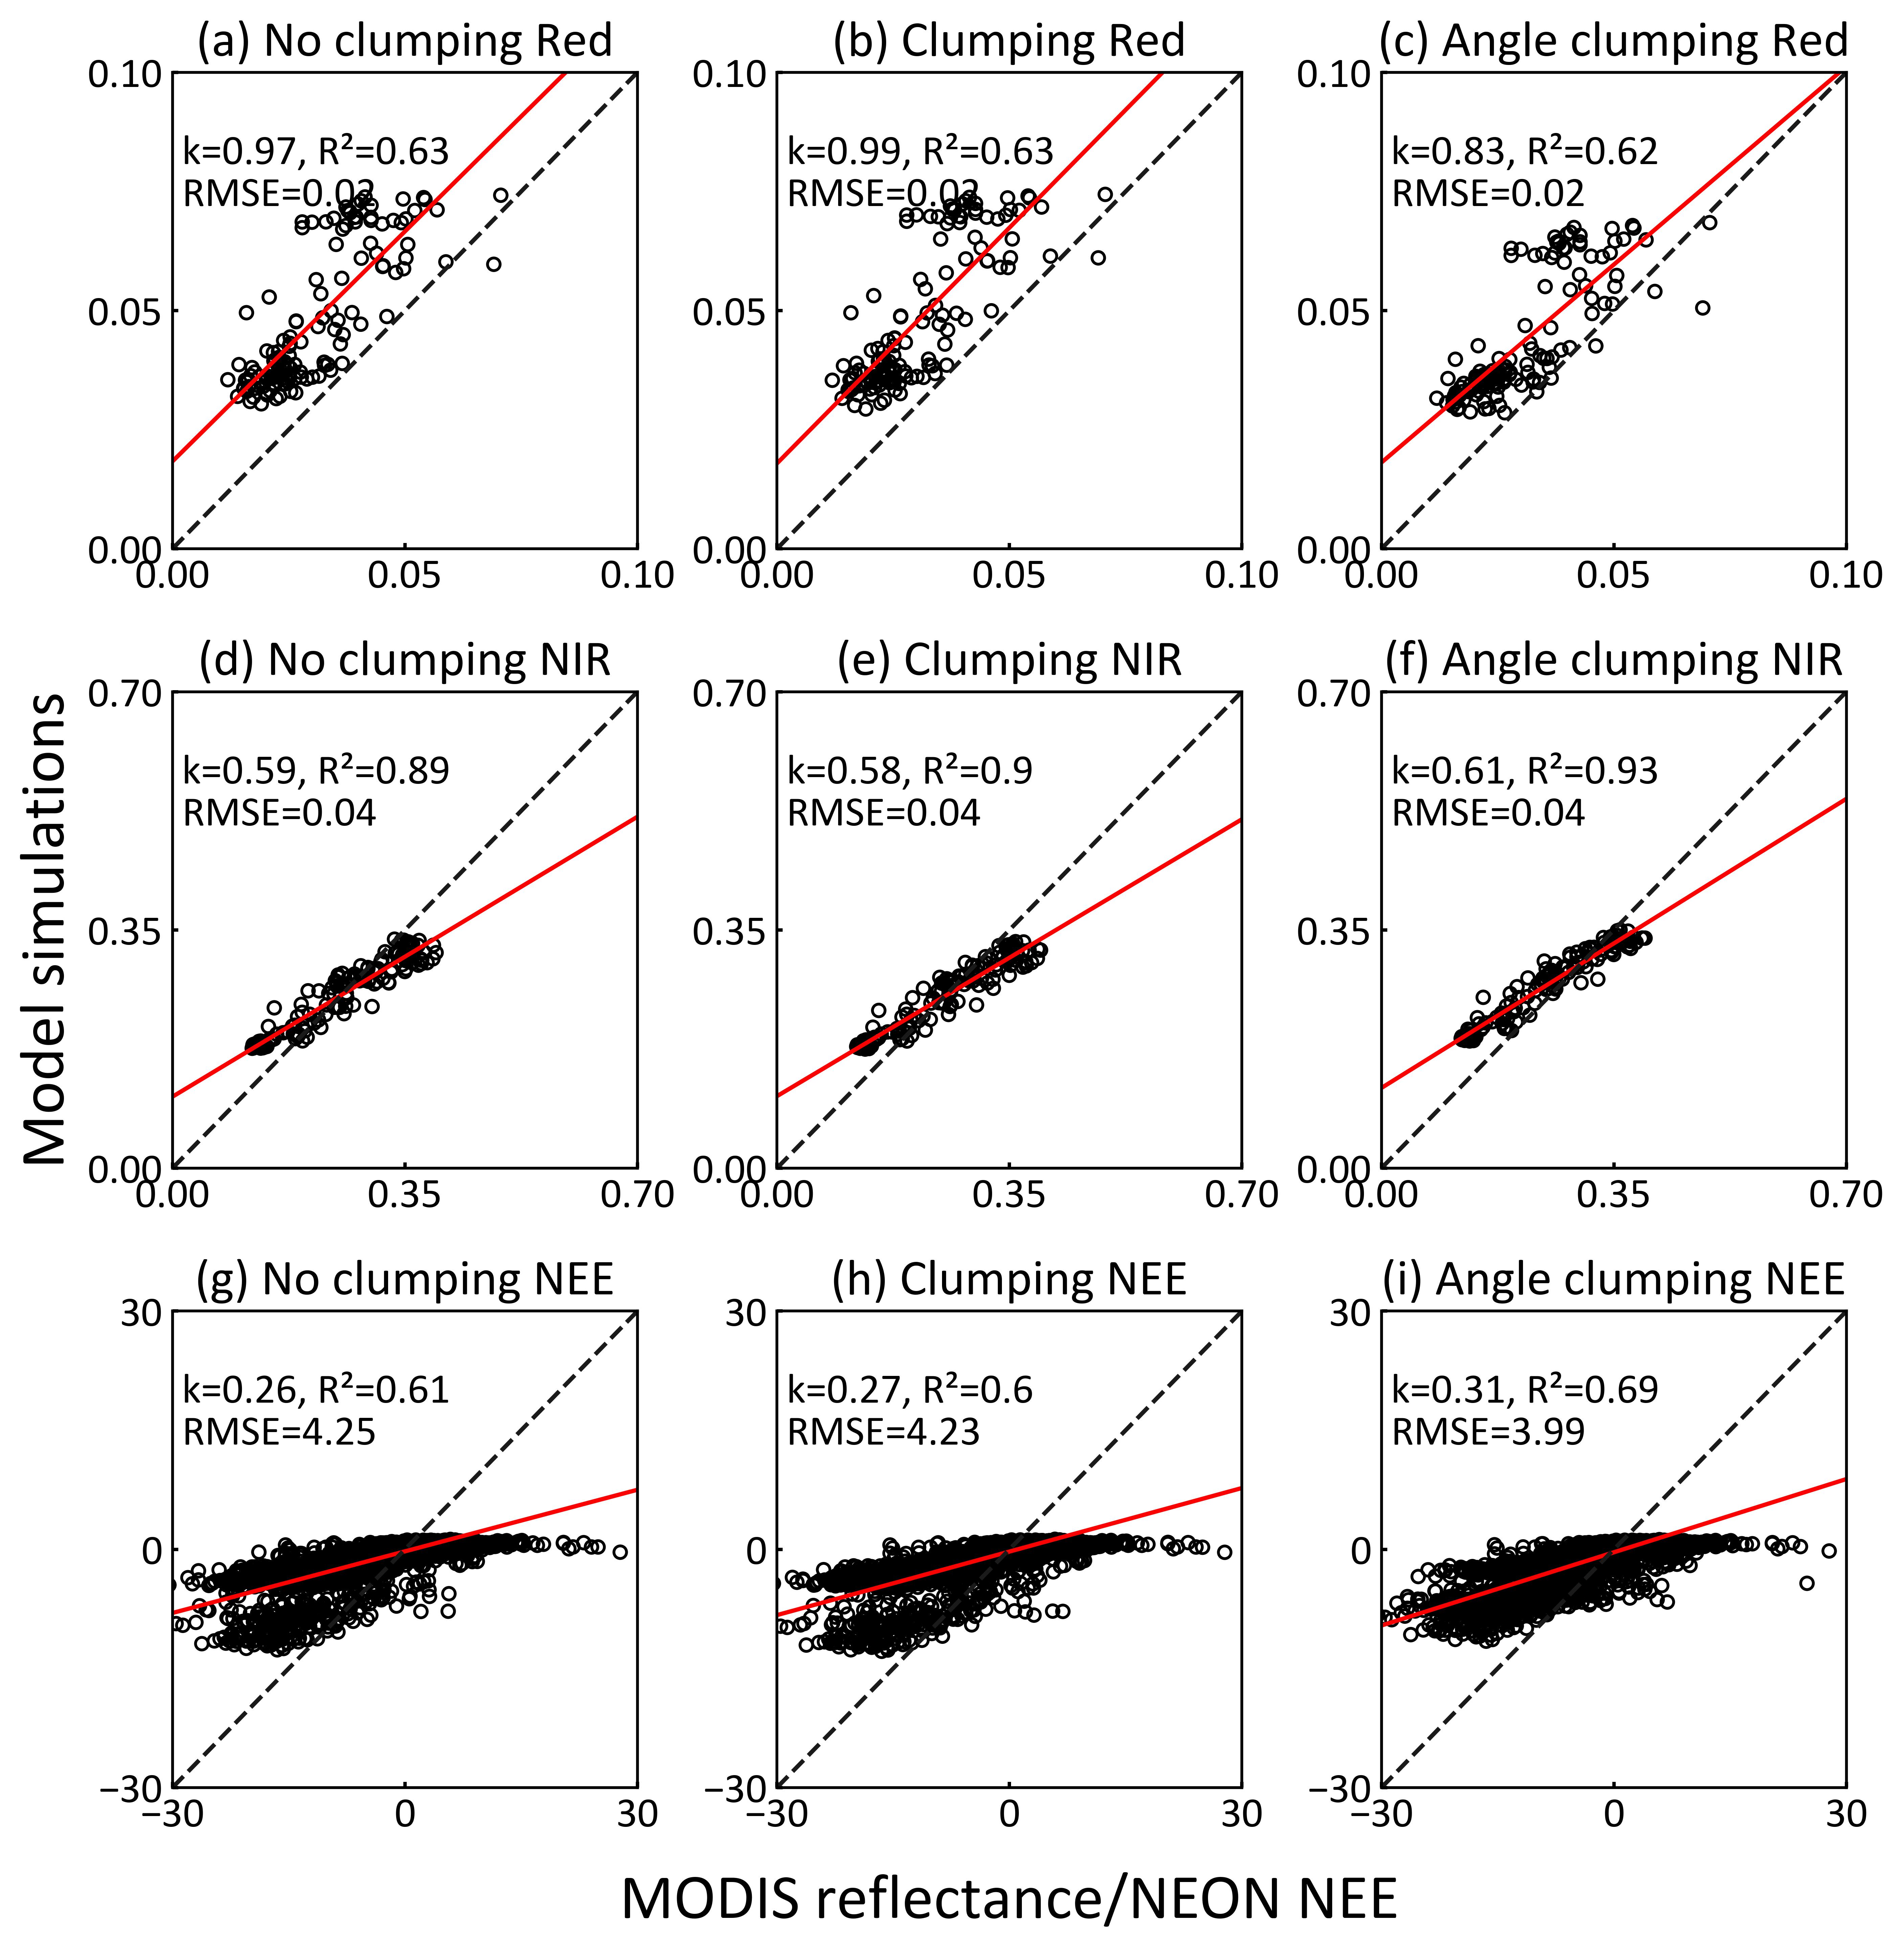 (a) No clumping Red
(b) Clumping Red
(c) Angle clumping Red
0.10
k=0.97, R²=0.63
RMSE=0.02
0.05
0.00
0.00
0.05
0.10
0.10
k=0.99, R²=0.63
RMSE=0.02
0.05
0.00
0.00
0.05
0.10
0.10
k=0.83, R²=0.62
RMSE=0.02
0.05
0.00
0.00
0.05
0.10
Model simulations
(d) No clumping NIR
(e) Clumping NIR
(f) Angle clumping NIR
0.70
k=0.59, R²=0.89
RMSE=0.04
0.35
0.00
0.00
0.35
0.70
0.70
k=0.58, R²=0.9
RMSE=0.04
0.35
0.00
0.00
0.35
0.70
0.70
k=0.61, R²=0.93
RMSE=0.04
0.35
0.00
0.00
0.35
0.70
(g) No clumping NEE
(h) Clumping NEE
(i) Angle clumping NEE
30
k=0.26, R²=0.61
RMSE=4.25
0
−30
−30
0
30
30
k=0.27, R²=0.6
RMSE=4.23
0
−30
−30
0
30
30
k=0.31, R²=0.69
RMSE=3.99
0
−30
−30
0
30
MODIS reflectance/NEON NEE